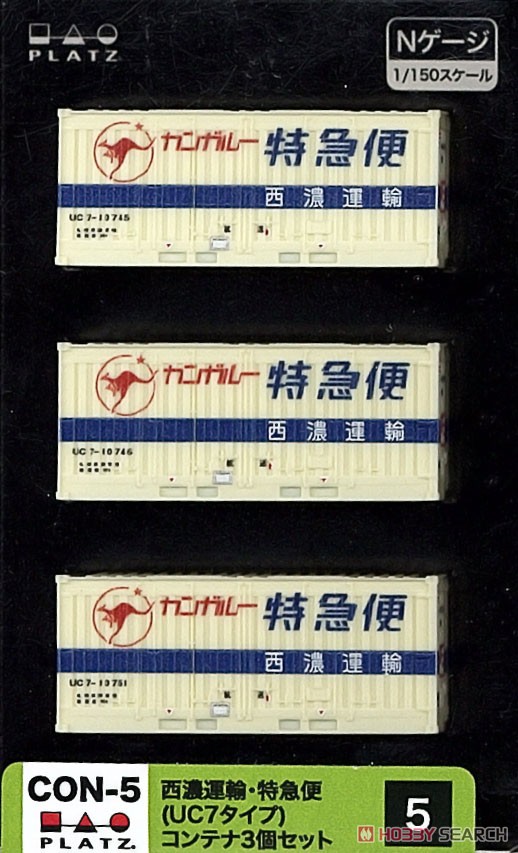 PLATZ
Nゲージ
1/150スケール
カンガルー 特急便
西濃運輸
UC7-10745
カンガルー 特急便
西濃運輸
UC7-10746
カンガルー 特急便
西濃運輸
UC7-10751
CON-5
PLATZ.
西濃運輸・特急便
(UC7タイプ)
コンテナ3個セット
5
HOBBY SEARCH